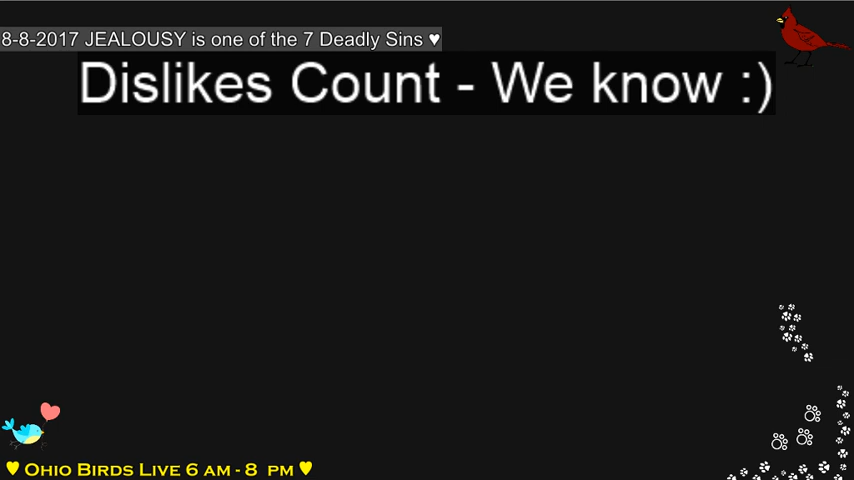 8-8-2017 JEALOUSY is one of the 7 Deadly Sins ♥
Dislikes Count - We know :)
♥ Ohio Birds Live 6 am - 8 pm ♥